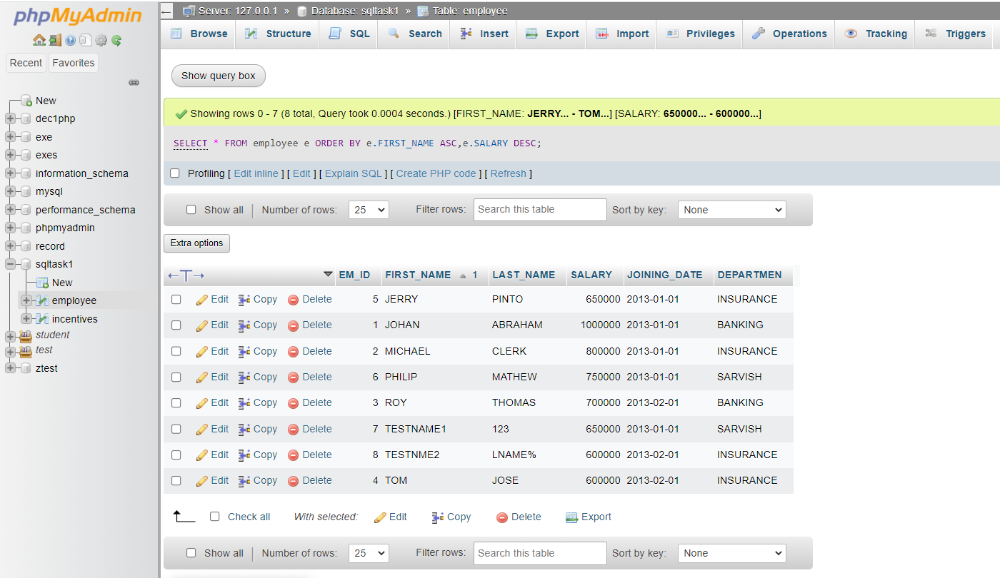 phpMyAdmin
Recent Favorites
New
dec1php
exe
exes
information_schema
mysql
performance_schema
phpmyadmin
record
sqltask1
New
employee
incentives
student
test
ztest
Server: 127.0.0.1 » Database: sqltask1 » Table: employee
Browse Structure SQL Search Insert Export Import Privileges Operations Tracking Triggers
Show query box
Showing rows 0 - 7 (8 total, Query took 0.0004 seconds.) [FIRST_NAME: JERRY... - TOM...] [SALARY: 650000... - 600000...]
SELECT * FROM employee e ORDER BY e.FIRST_NAME ASC,e.SALARY DESC;
Profiling [ Edit inline ] [ Edit ] [ Explain SQL ] [ Create PHP code ] [ Refresh ]
Show all | Number of rows: 25 Filter rows: Search this table Sort by key: None
Extra options
←T→ EM_ID FIRST_NAME 1 LAST_NAME SALARY JOINING_DATE DEPARTMEN
Edit Copy Delete 5 JERRY PINTO 650000 2013-01-01 INSURANCE
Edit Copy Delete 1 JOHAN ABRAHAM 1000000 2013-01-01 BANKING
Edit Copy Delete 2 MICHAEL CLERK 800000 2013-01-01 INSURANCE
Edit Copy Delete 6 PHILIP MATHEW 750000 2013-01-01 SARVISH
Edit Copy Delete 3 ROY THOMAS 700000 2013-02-01 BANKING
Edit Copy Delete 7 TESTNAME1 123 650000 2013-01-01 SARVISH
Edit Copy Delete 8 TESTNME2 LNAME% 600000 2013-02-01 INSURANCE
Edit Copy Delete 4 TOM JOSE 600000 2013-02-01 INSURANCE
Check all With selected: Edit Copy Delete Export
Show all | Number of rows: 25 Filter rows: Search this table Sort by key: None